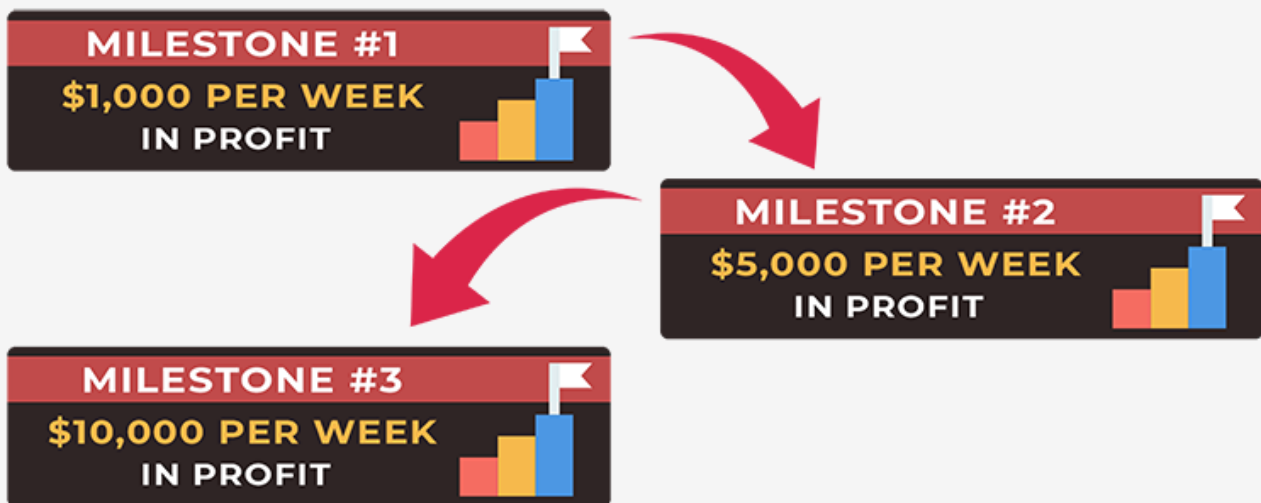 MILESTONE #1
$1,000 PER WEEK
IN PROFIT
MILESTONE #2
$5,000 PER WEEK
IN PROFIT
MILESTONE #3
$10,000 PER WEEK
IN PROFIT